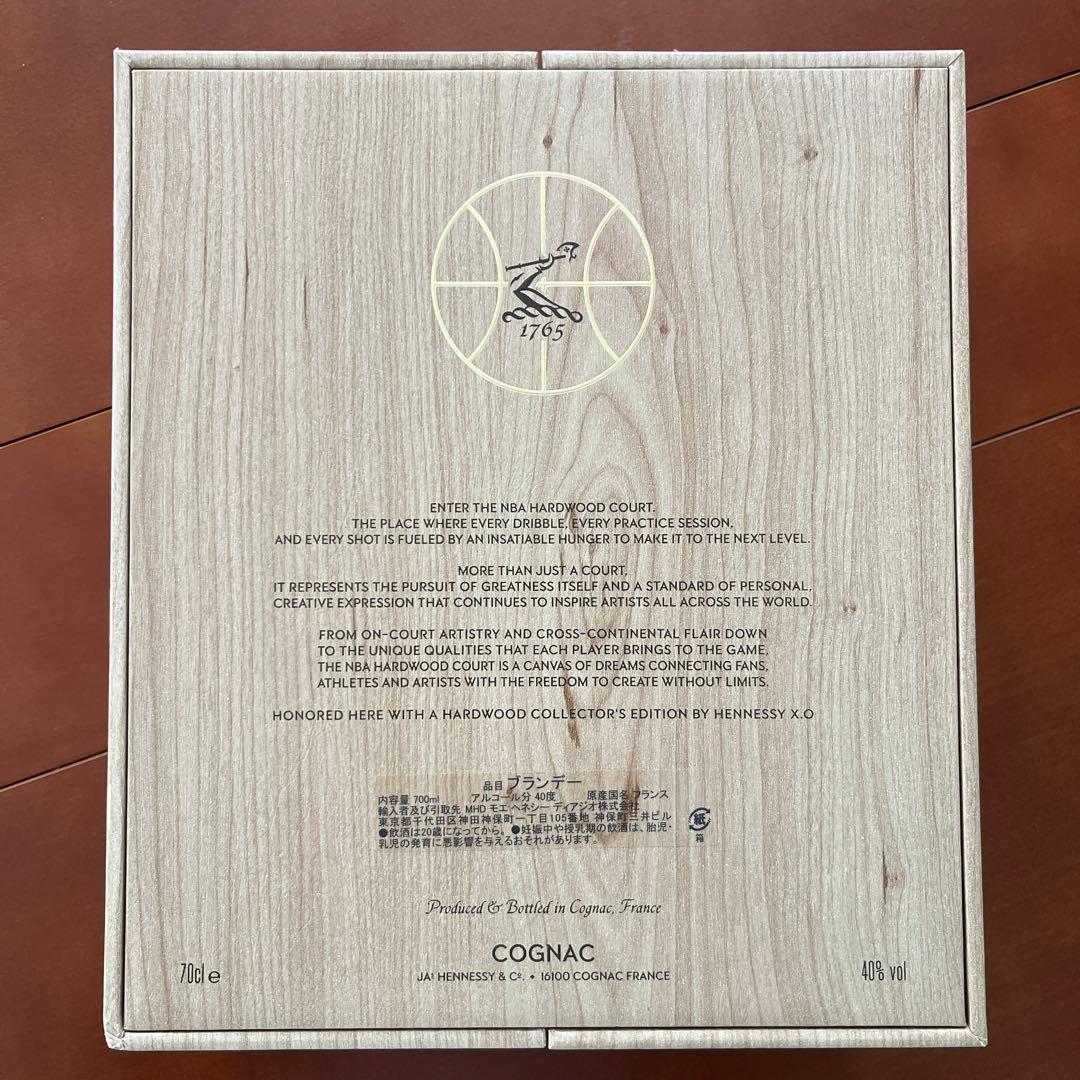 1765
ENTER THE NBA HARDWOOD COURT.
THE PLACE WHERE EVERY DRIBBLE, EVERY PRACTICE SESSION,
AND EVERY SHOT IS FUELED BY AN INSATIABLE HUNGER TO MAKE IT TO THE NEXT LEVEL.
MORE THAN JUST A COURT,
IT REPRESENTS THE PURSUIT OF GREATNESS ITSELF AND A STANDARD OF PERSONAL,
CREATIVE EXPRESSION THAT CONTINUES TO INSPIRE ARTISTS ALL ACROSS THE WORLD.
FROM ON-COURT ARTISTRY AND CROSS-CONTINENTAL FLAIR DOWN
TO THE UNIQUE QUALITIES THAT EACH PLAYER BRINGS TO THE GAME,
THE NBA HARDWOOD COURT IS A CANVAS OF DREAMS CONNECTING FANS,
ATHLETES AND ARTISTS WITH THE FREEDOM TO CREATE WITHOUT LIMITS.
HONORED HERE WITH A HARDWOOD COLLECTOR'S EDITION BY HENNESSY X.O
品目 ブランデー
内容量 700ml アルコール分 40度 原産国名 フランス
輸入者及び引取先 MHD モエ ヘネシー ディアジオ株式会社
東京都千代田区神田神保町一丁目105番地 神保町三井ビル
●飲酒は20歳になってから。●妊娠中や授乳期の飲酒は、胎児・
乳児の発育に悪影響を与えるおそれがあります。
紙
箱
Produced & Bottled in Cognac, France
COGNAC
JAˢ HENNESSY & Cº. • 16100 COGNAC FRANCE
70cl e
40% vol